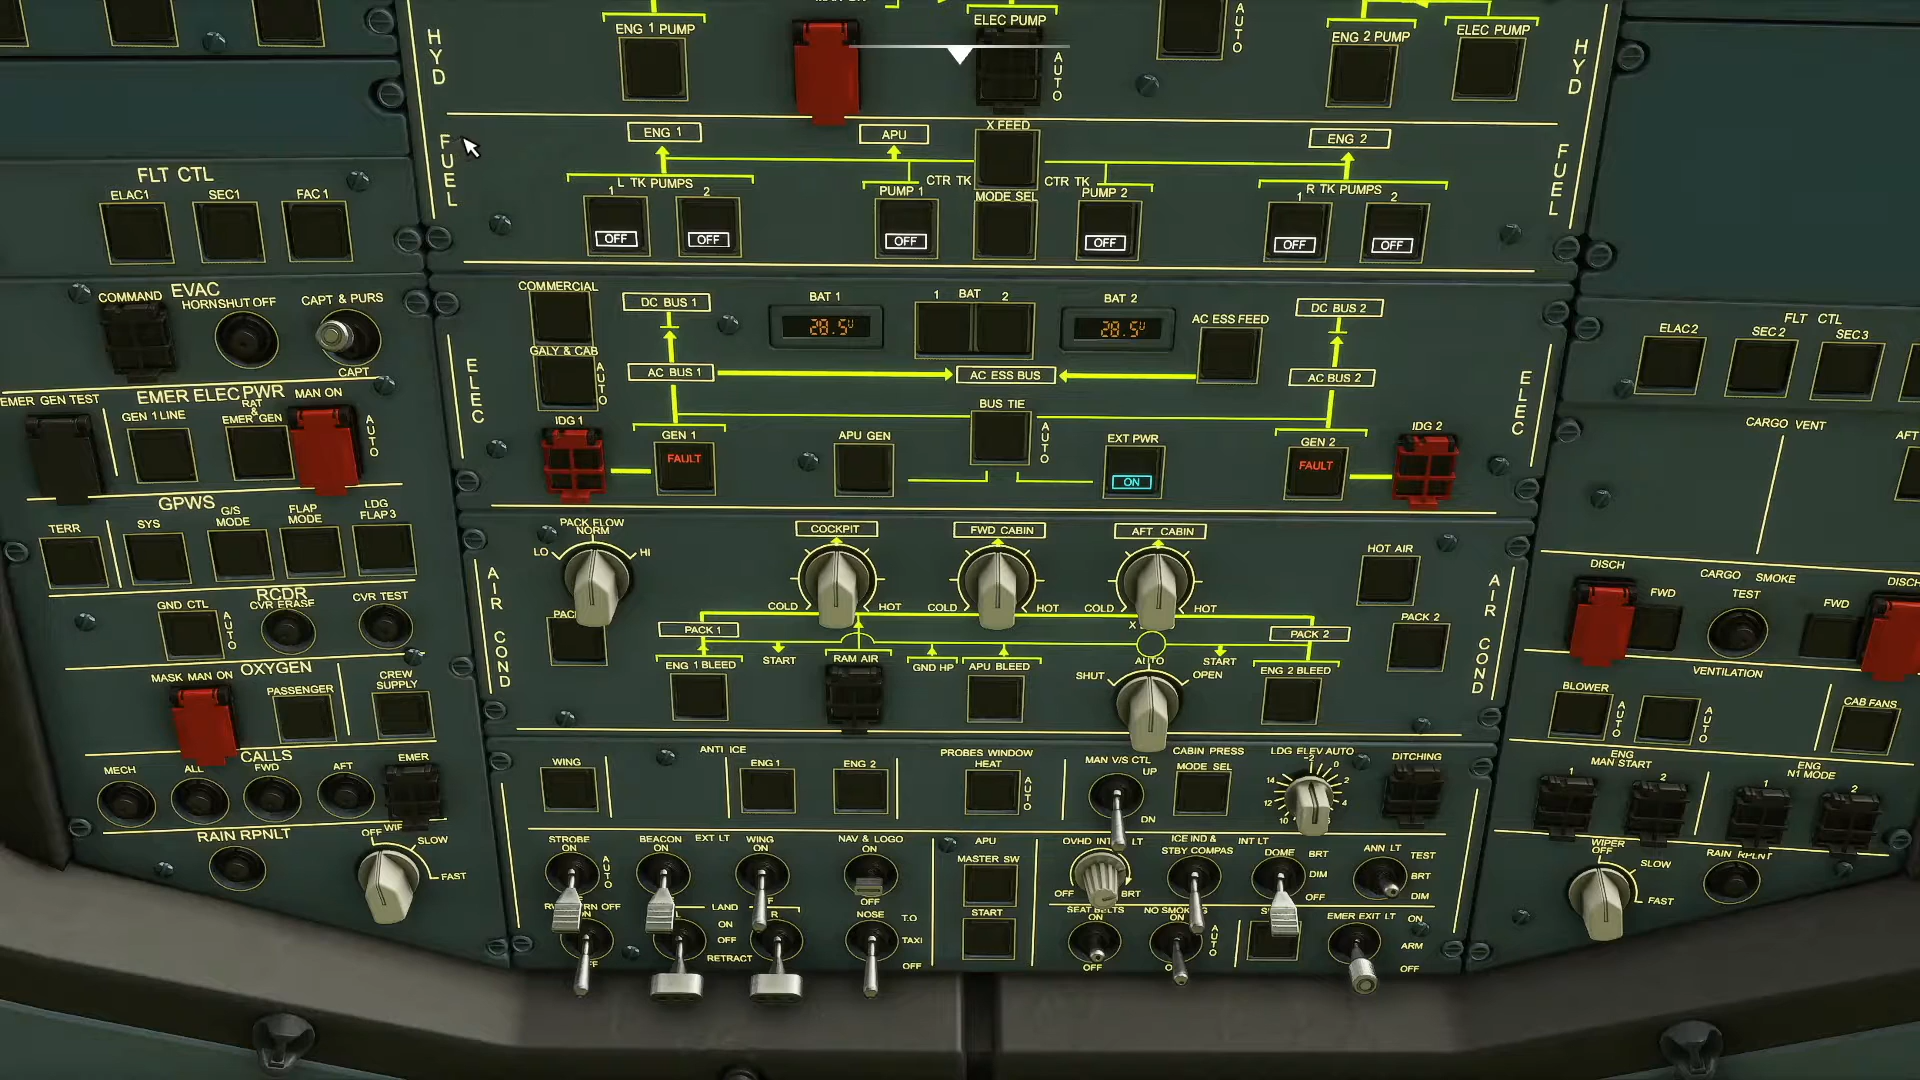 ELEC PUMP
AUTO
ENG 1 PUMP
AUTO
ENG 2 PUMP
ELEC PUMP
HYD
HYD
FUEL
ENG 1
APU
X FEED
ENG 2
FUEL
L TK PUMPS
1
2
PUMP 1
CTR TK
CTR TK
PUMP 2
MODE SEL
R TK PUMPS
1
2
OFF
OFF
OFF
OFF
OFF
OFF
FLT CTL
ELAC1
SEC1
FAC 1
EVAC
COMMAND
HORN SHUT OFF
CAPT & PURS
CAPT
ELEC
COMMERCIAL
GALY & CAB
AUTO
DC BUS 1
BAT 1
28.5V
1 BAT 2
BAT 2
28.5V
AC ESS FEED
DC BUS 2
AC BUS 1
AC ESS BUS
AC BUS 2
ELEC
BUS TIE
AUTO
IDG 1
GEN 1
FAULT
APU GEN
EXT PWR
ON
GEN 2
FAULT
IDG 2
FLT CTL
ELAC2
SEC 2
SEC3
CARGO VENT
AFT
EMER ELEC PWR
EMER GEN TEST
GEN 1 LINE
RAT
&
EMER GEN
MAN ON
AUTO
GPWS
TERR
SYS
G/S
MODE
FLAP
MODE
LDG
FLAP 3
RCDR
GND CTL
AUTO
CVR ERASE
CVR TEST
OXYGEN
MASK MAN ON
PASSENGER
CREW
SUPPLY
CALLS
MECH
ALL
FWD
AFT
EMER
RAIN RPNLT
OFF
SLOW
FAST
AIR COND
PACK FLOW
NORM
LO
HI
COCKPIT
FWD CABIN
AFT CABIN
HOT AIR
AIR COND
COLD
HOT
COLD
HOT
COLD
HOT
PACK 1
X
PACK 2
PACK 2
START
RAM AIR
GND HP
APU BLEED
AUTO
START
ENG 1 BLEED
SHUT
OPEN
ENG 2 BLEED
DISCH
CARGO SMOKE
DISCH
FWD
TEST
FWD
VENTILATION
BLOWER
AUTO
AUTO
CAB FANS
ENG
MAN START
1
2
ENG
N1 MODE
1
2
WIPER
OFF
SLOW
FAST
RAIN RPLNT
ANTI ICE
WING
ENG 1
ENG 2
PROBES WINDOW
HEAT
AUTO
MAN V/S CTL
UP
DN
CABIN PRESS
MODE SEL
LDG ELEV AUTO
-2
0
2
4
10
12
14
DITCHING
STROBE
ON
AUTO
BEACON
ON
EXT LT
WING
ON
NAV & LOGO
ON
OFF
APU
MASTER SW
START
OFF
BRT
ICE IND &
STBY COMPAS
INT LT
DOME
BRT
DIM
OFF
ANN LT
TEST
BRT
DIM
ON
LAND
ON
OFF
RETRACT
R
NOSE
T.O
TAXI
OFF
SEAT BELTS
ON
OFF
ON
AUTO
EMER EXIT LT
ON
ARM
OFF